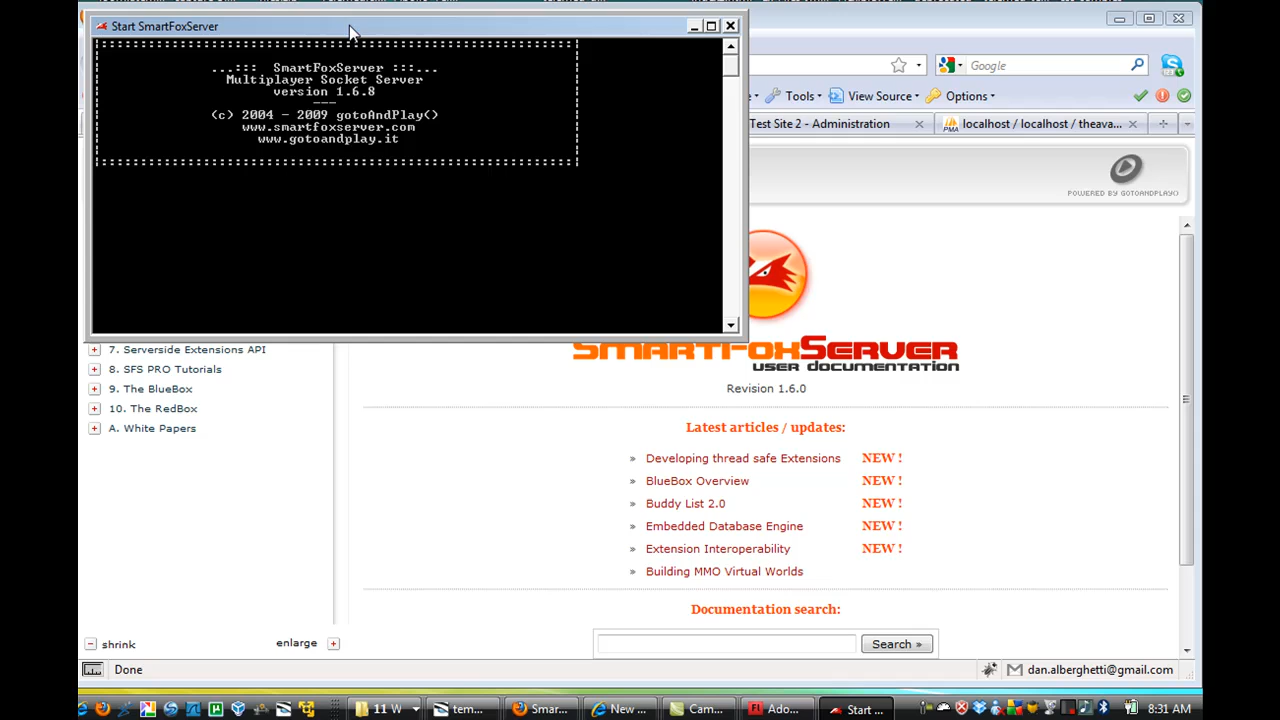 Start SmartFoxServer
...::: SmartFoxServer :::...
Multiplayer Socket Server
version 1.6.8
---
(c) 2004 - 2009 gotoAndPlay()
www.smartfoxserver.com
www.gotoandplay.it
Google
Tools
View Source
Options
Test Site 2 - Administration
localhost / localhost / theava...
POWERED BY GOTOANDPLAY()
7. Serverside Extensions API
8. SFS PRO Tutorials
9. The BlueBox
10. The RedBox
A. White Papers
SmartFoxServer
user documentation
Revision 1.6.0
Latest articles / updates:
» Developing thread safe Extensions NEW !
» BlueBox Overview NEW !
» Buddy List 2.0 NEW !
» Embedded Database Engine NEW !
» Extension Interoperability NEW !
» Building MMO Virtual Worlds
Documentation search:
Search »
shrink
enlarge
Done
dan.alberghetti@gmail.com
11 W
tem...
Smar...
New ...
Cam...
Ado...
Start ...
8:31 AM